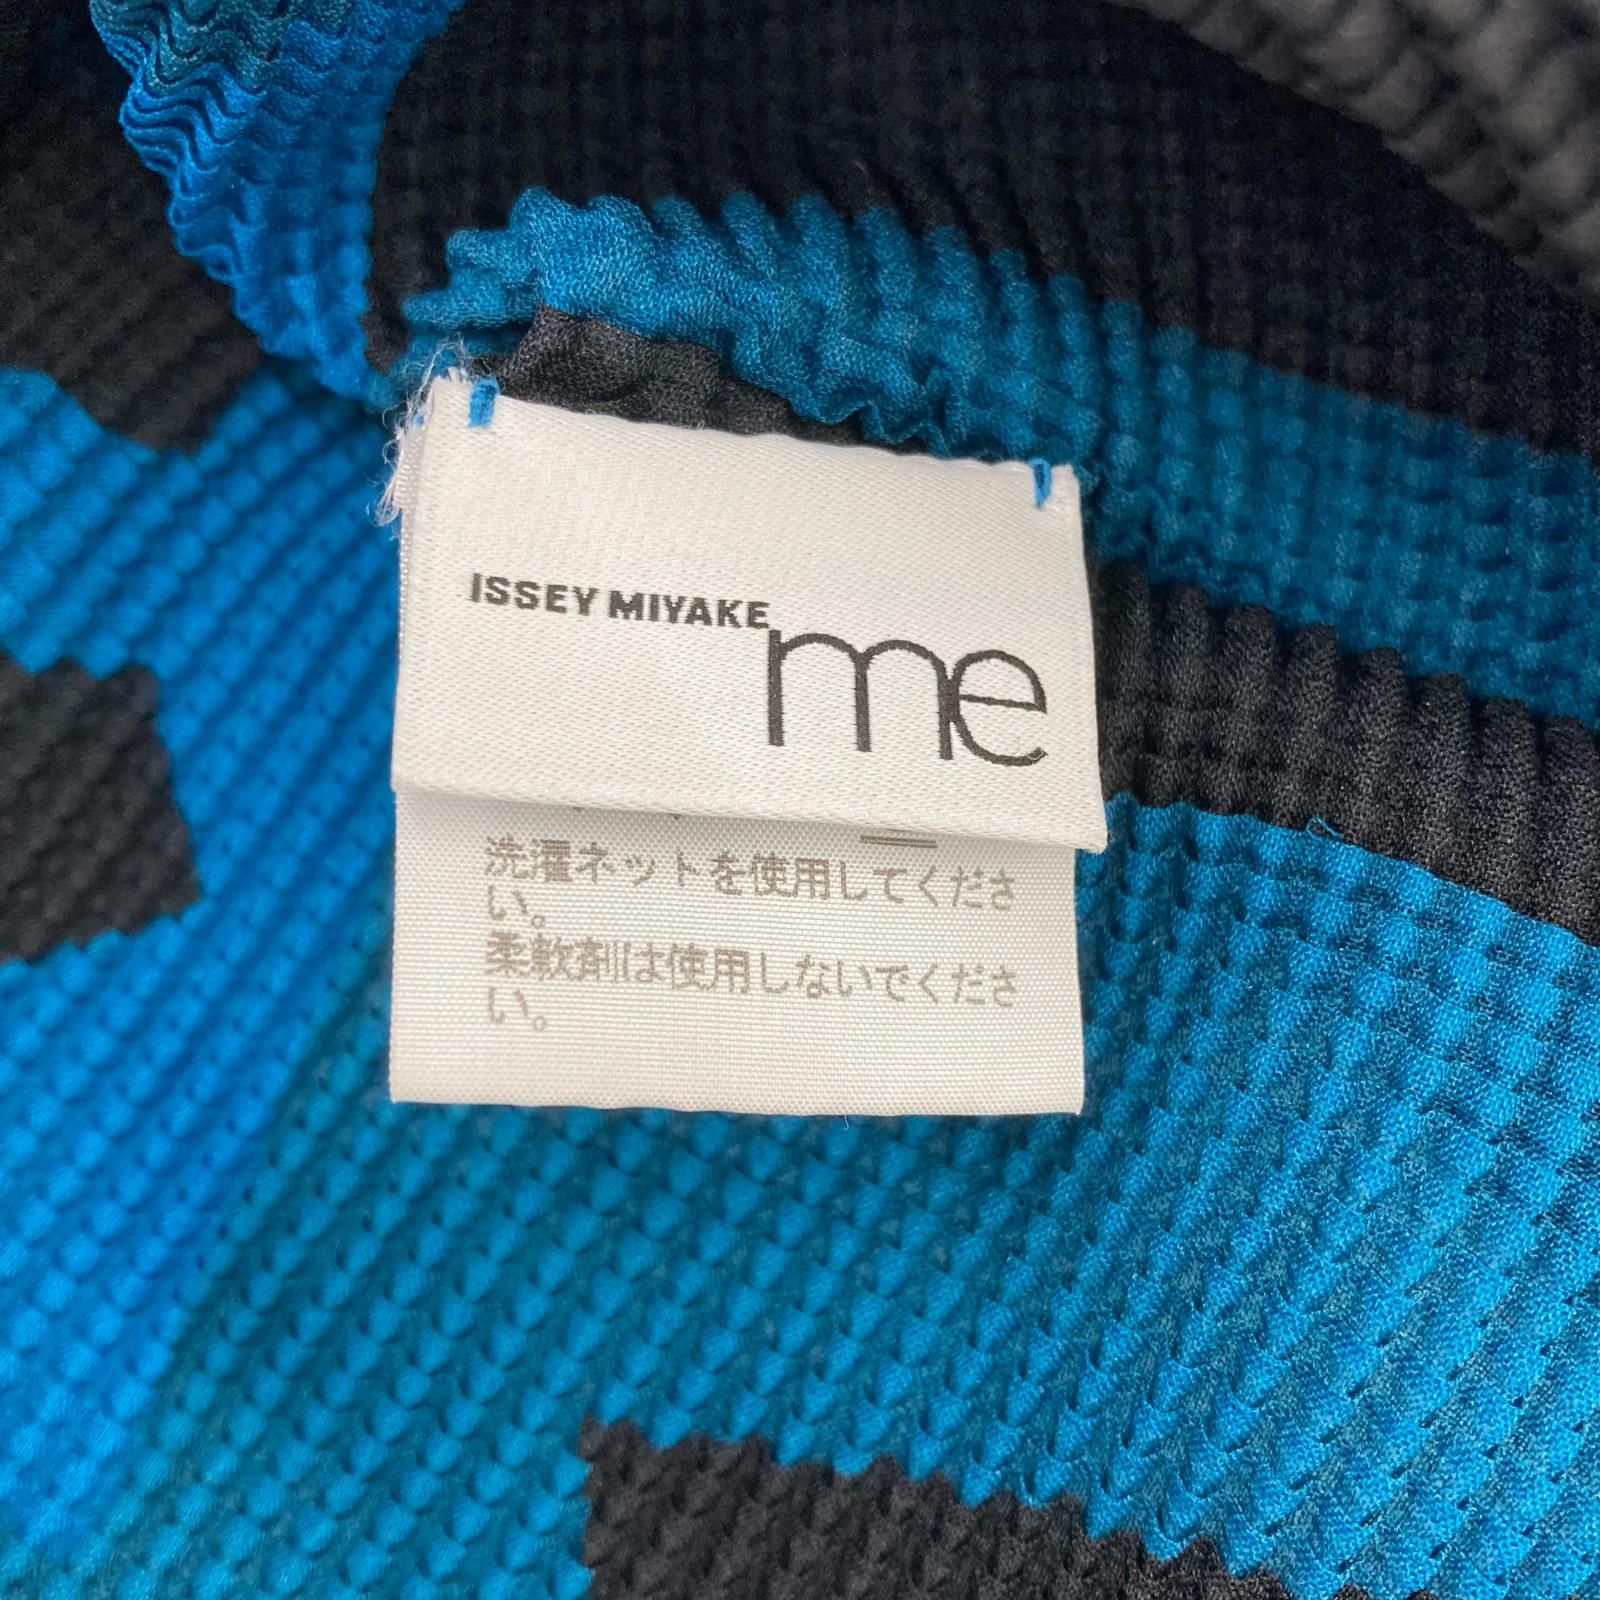 ISSEY MIYAKE
me
洗濯ネットを使用してくださ
い。
柔軟剤は使用しないでくださ
い。